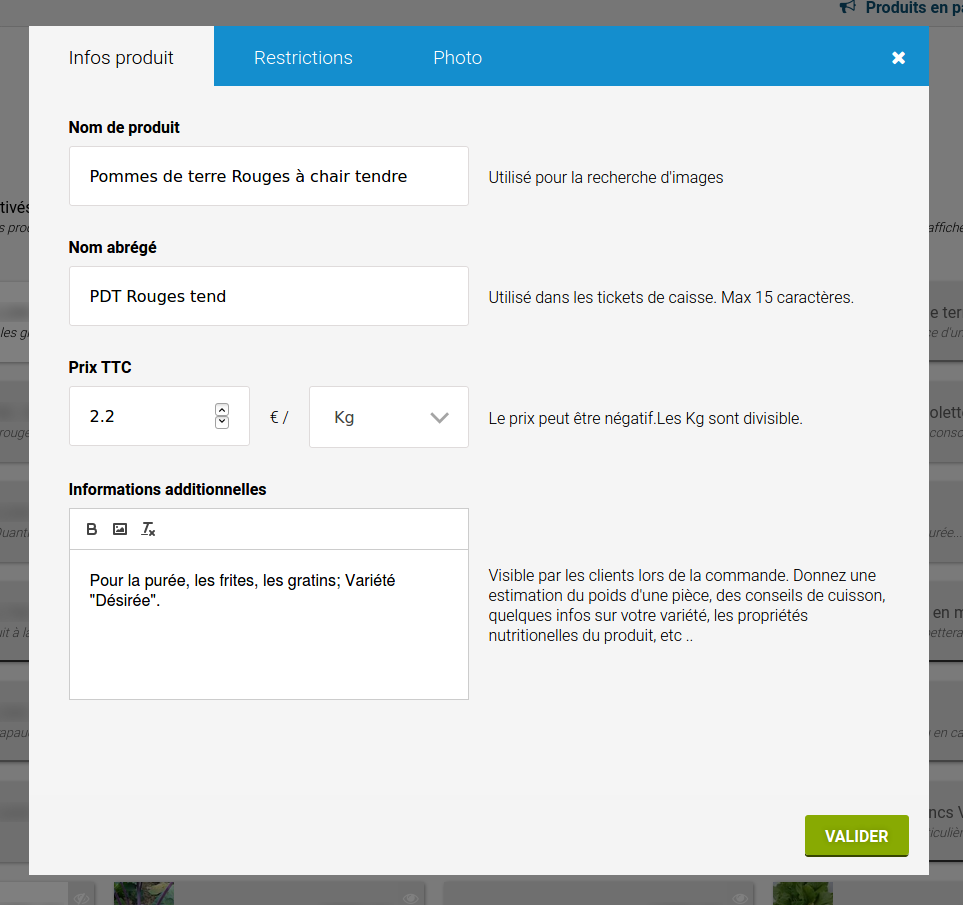 Produits en
Infos produit
Restrictions
Photo
Nom de produit
Pommes de terre Rouges à chair tendre
Utilisé pour la recherche d'images
Nom abrégé
PDT Rouges tend
Utilisé dans les tickets de caisse. Max 15 caractères.
Prix TTC
2.2
€ /
Kg
Le prix peut être négatif.Les Kg sont divisible.
Informations additionnelles
B
Pour la purée, les frites, les gratins; Variété
"Désirée".
Visible par les clients lors de la commande. Donnez une
estimation du poids d'une pièce, des conseils de cuisson,
quelques infos sur votre variété, les propriétés
nutritionelles du produit, etc ..
VALIDER